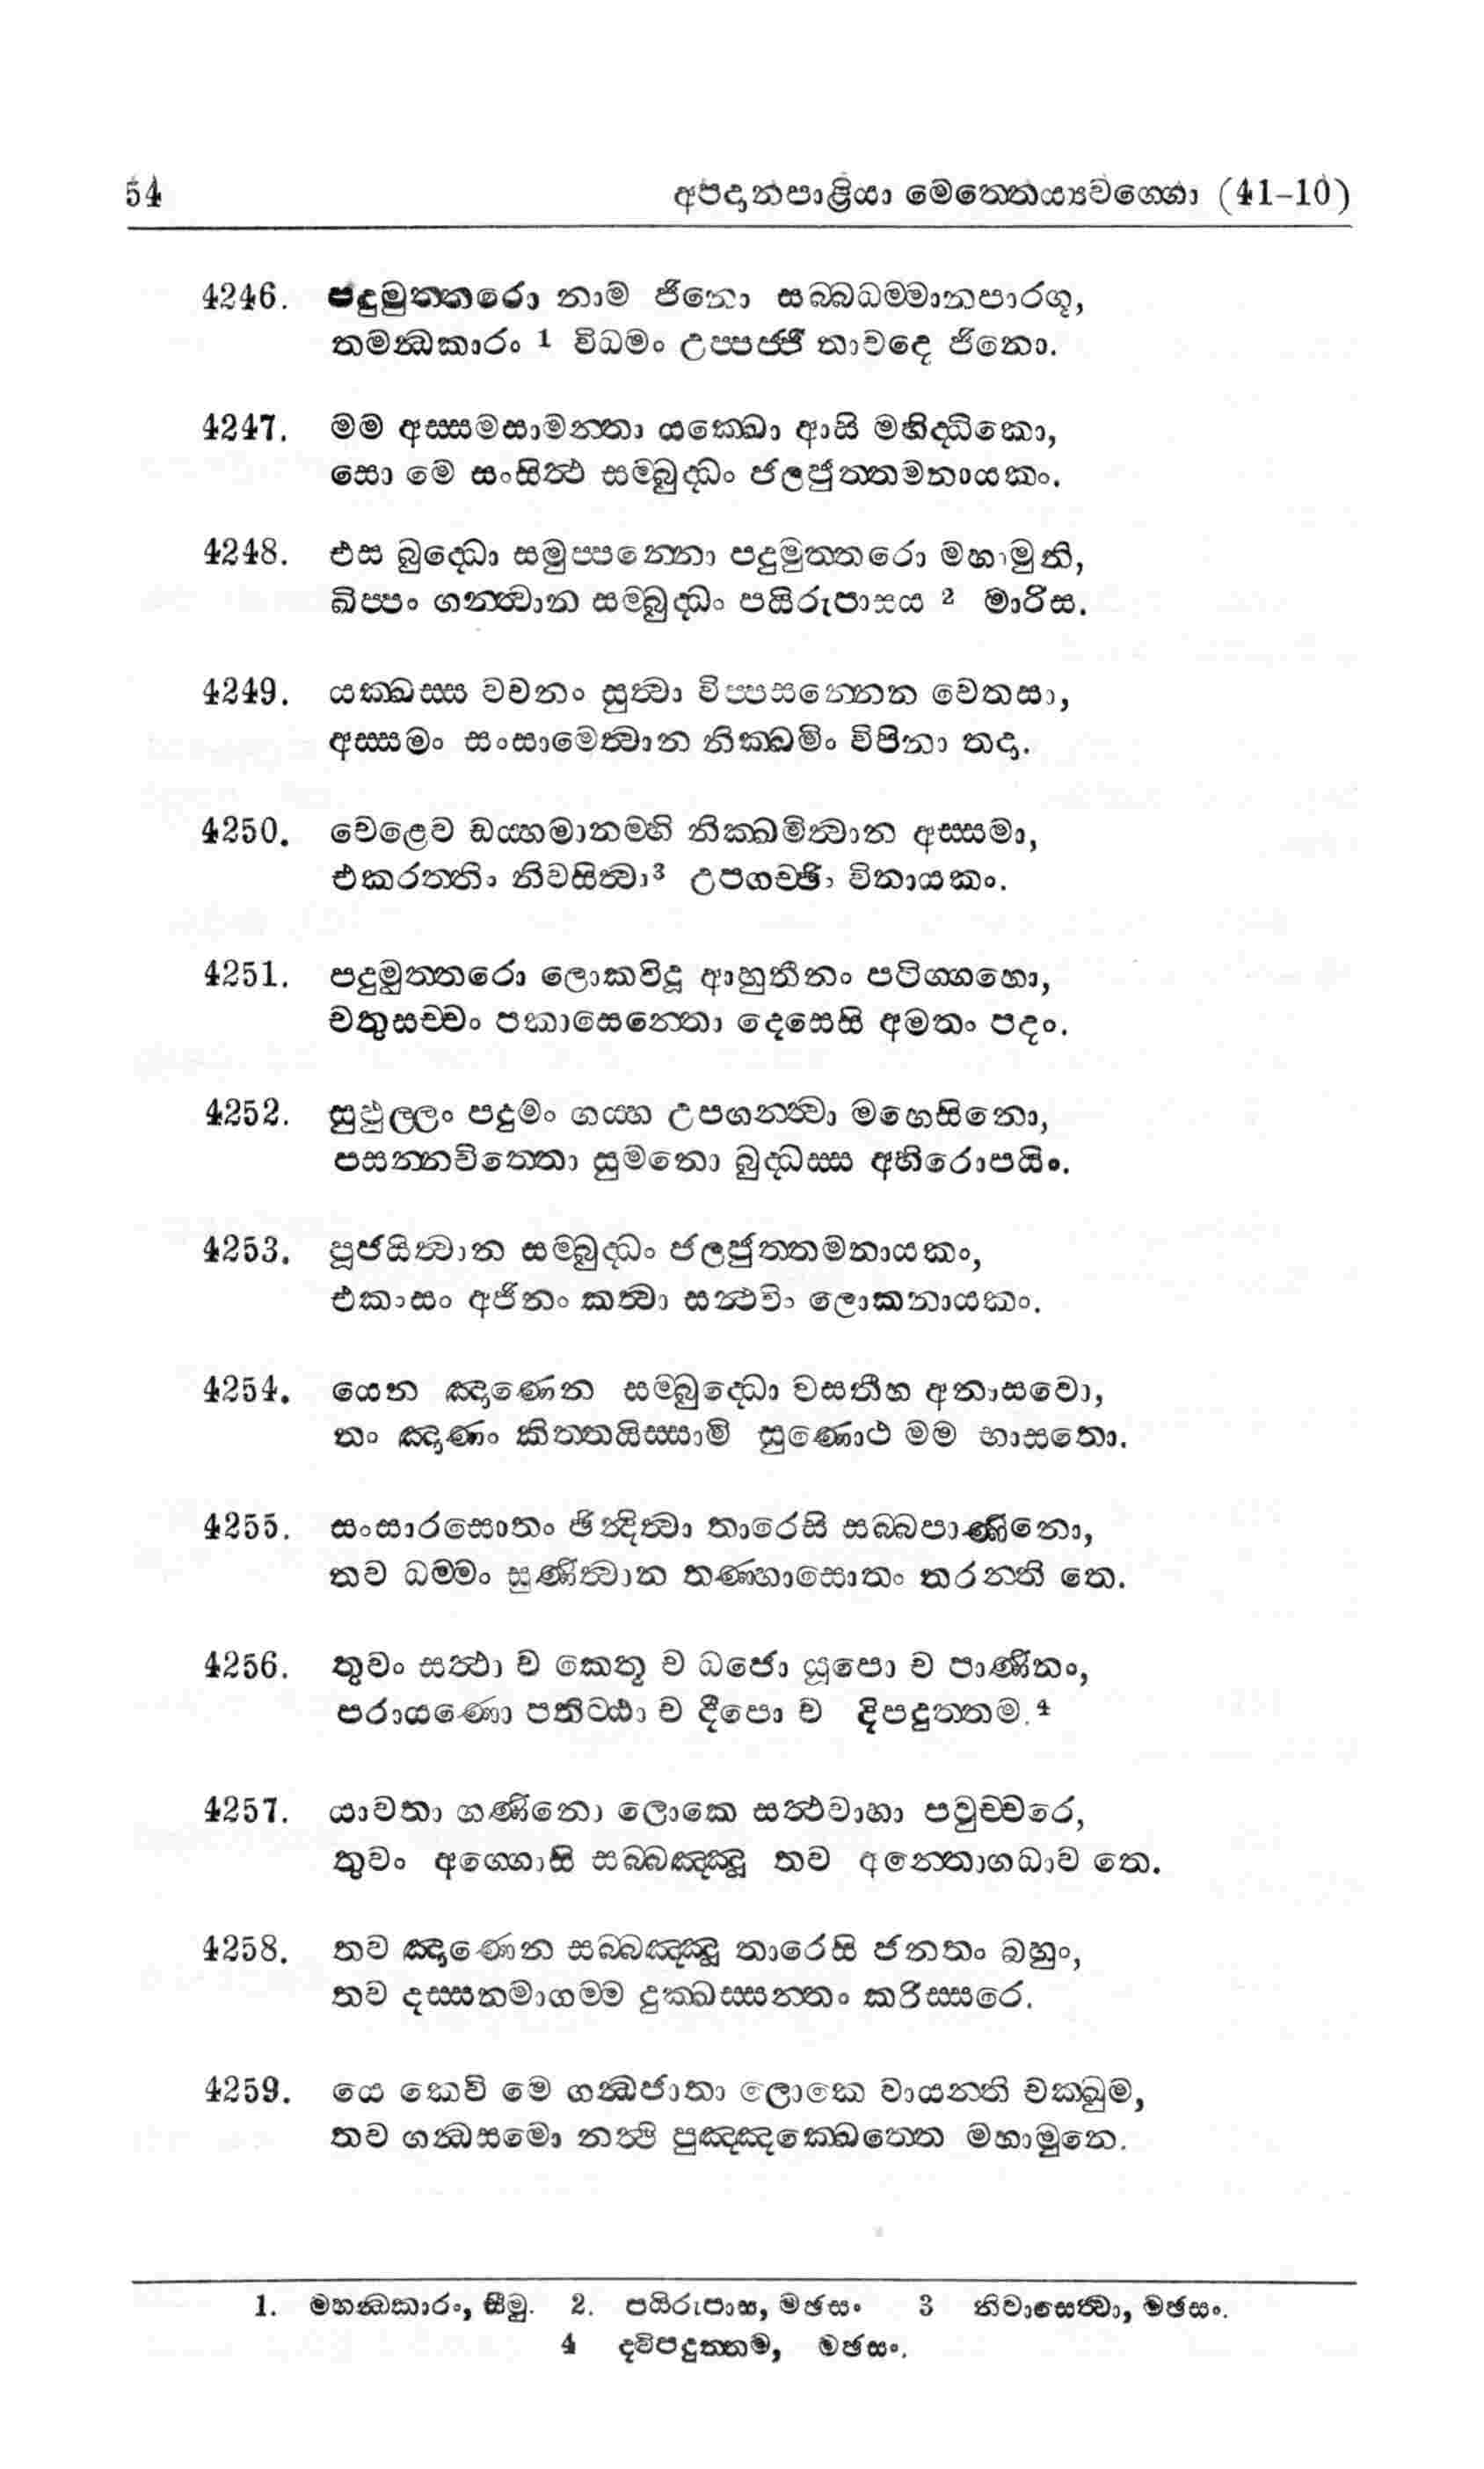 54 අපදානපාළියා මෙත්තෙය්‍යවග්ගො (41-10)
4246. පදුමුත්තරො නාම ජිනො සබ්බධම්මානපාරගූ,
තමන්ධකාරං 1 විධමං උප්පජ්ජි තාවදෙ ජිනො.
4247. මම අස්සමසාමන්තා යක්ඛො ආසි මහිද්ධිකො,
සො මෙ සංසිත්‍ථ සම්බුද්ධං ජලජුත්තමනායකං.
4248. එස බුද්ධො සමුප්පන්නො පදුමුත්තරො මහාමුනි,
ඛිප්පං ගන්ත්‍වාන සම්බුද්ධං පයිරුපාසය 2 මාරිස.
4249. යක්ඛස්ස වචනං සුත්‍වා විප්පසන්නෙන චෙතසා,
අස්සමං සංසාමෙත්‍වාන නික්ඛමිං විපිනා තදා.
4250. චෙළෙව ඩය්හමානම්හි නික්ඛමිත්‍වාන අස්සමා,
එකරත්තිං නිවසිත්‍වා3 උපගච්ඡිං විනායකං.
4251. පදුමුත්තරො ලොකවිදූ ආහුතීනං පටිග්ගහො,
චතුසච්චං පකාසෙන්තො දෙසෙසි අමතං පදං.
4252. සුඵුල්ලං පදුමං ගය්හ උපගන්ත්‍වා මහෙසිනො,
පසන්නචිත්තො සුමනො බුද්ධස්ස අභිරොපයිං.
4253. පූජයිත්‍වාන සම්බුද්ධං ජලජුත්තමනායකං,
එකංසං අජිනං කත්‍වා සන්‍ථවිං ලොකනායකං.
4254. යෙන ඤාණෙන සම්බුද්ධො වසතීහ අනාසවො,
තං ඤාණං කිත්තයිස්සාමි සුණොථ මම භාසතො.
4255. සංසාරසොතං ඡින්දිත්‍වා තාරෙසි සබ්බපාණිනො,
තව ධම්මං සුණිත්‍වාන තණ්හාසොතං තරන්ති තෙ.
4256. තුවං සත්‍ථා ච කෙතූ ච ධජො යූපො ච පාණිනං,
පරායණො පතිට්ඨා ච දීපො ච දිපදුත්තම.4
4257. යාවතා ගණිනො ලොකෙ සත්‍ථවාහා පවුච්චරෙ,
තුවං අග්ගොසි සබ්බඤ්ඤූ තව අන්තොගධාව තෙ.
4258. තව ඤාණෙන සබ්බඤ්ඤූ තාරෙසි ජනතං බහුං,
තව දස්සනමාගම්ම දුක්ඛස්සන්තං කරිස්සරෙ.
4259. යෙ කෙචි මෙ ගන්ධජාතා ලොකෙ වායන්ති චක්ඛුම,
තව ගන්ධසමො නත්‍ථි පුඤ්ඤක්ඛෙත්තෙ මහාමුනෙ.
1. මහන්ධකාරං, සීමු. 2. පයිරුපාස, මඡසං 3 නිවාසෙත්‍වා, මඡසං.
4 ද්විපදුත්තම, මඡසං.